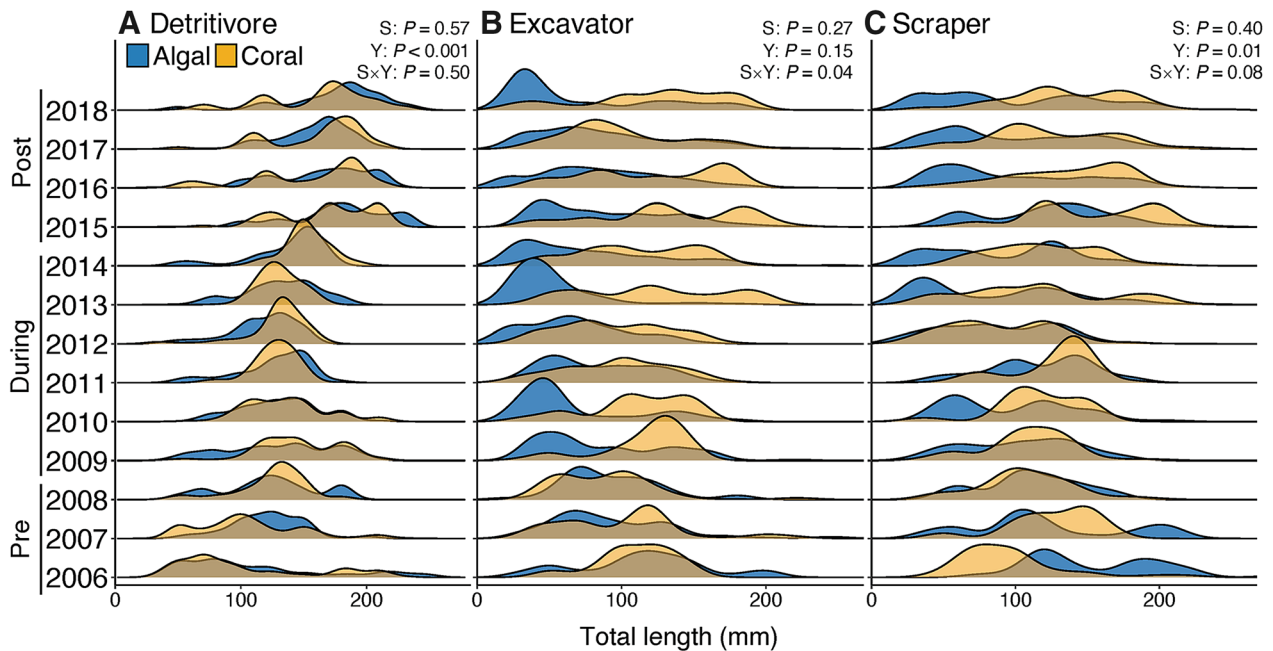 A Detritivore
S: P = 0.57
Y: P < 0.001
S×Y: P = 0.50
Algal Coral
B Excavator
S: P = 0.27
Y: P = 0.15
S×Y: P = 0.04
C Scraper
S: P = 0.40
Y: P = 0.01
S×Y: P = 0.08
Post
2018
2017
2016
2015
During
2014
2013
2012
2011
2010
2009
Pre
2008
2007
2006
0 100 200
0 100 200
0 100 200
Total length (mm)